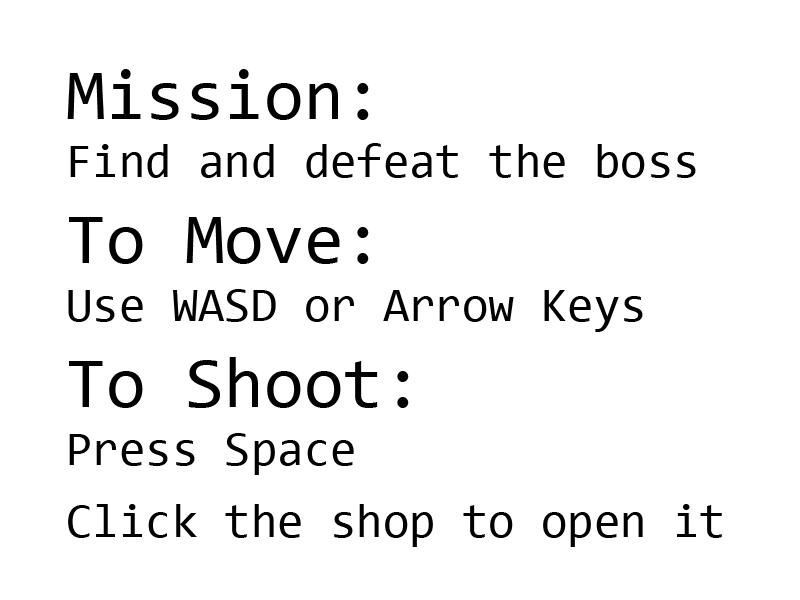 Mission:
Find and defeat the boss
To Move:
Use WASD or Arrow Keys
To Shoot:
Press Space
Click the shop to open it